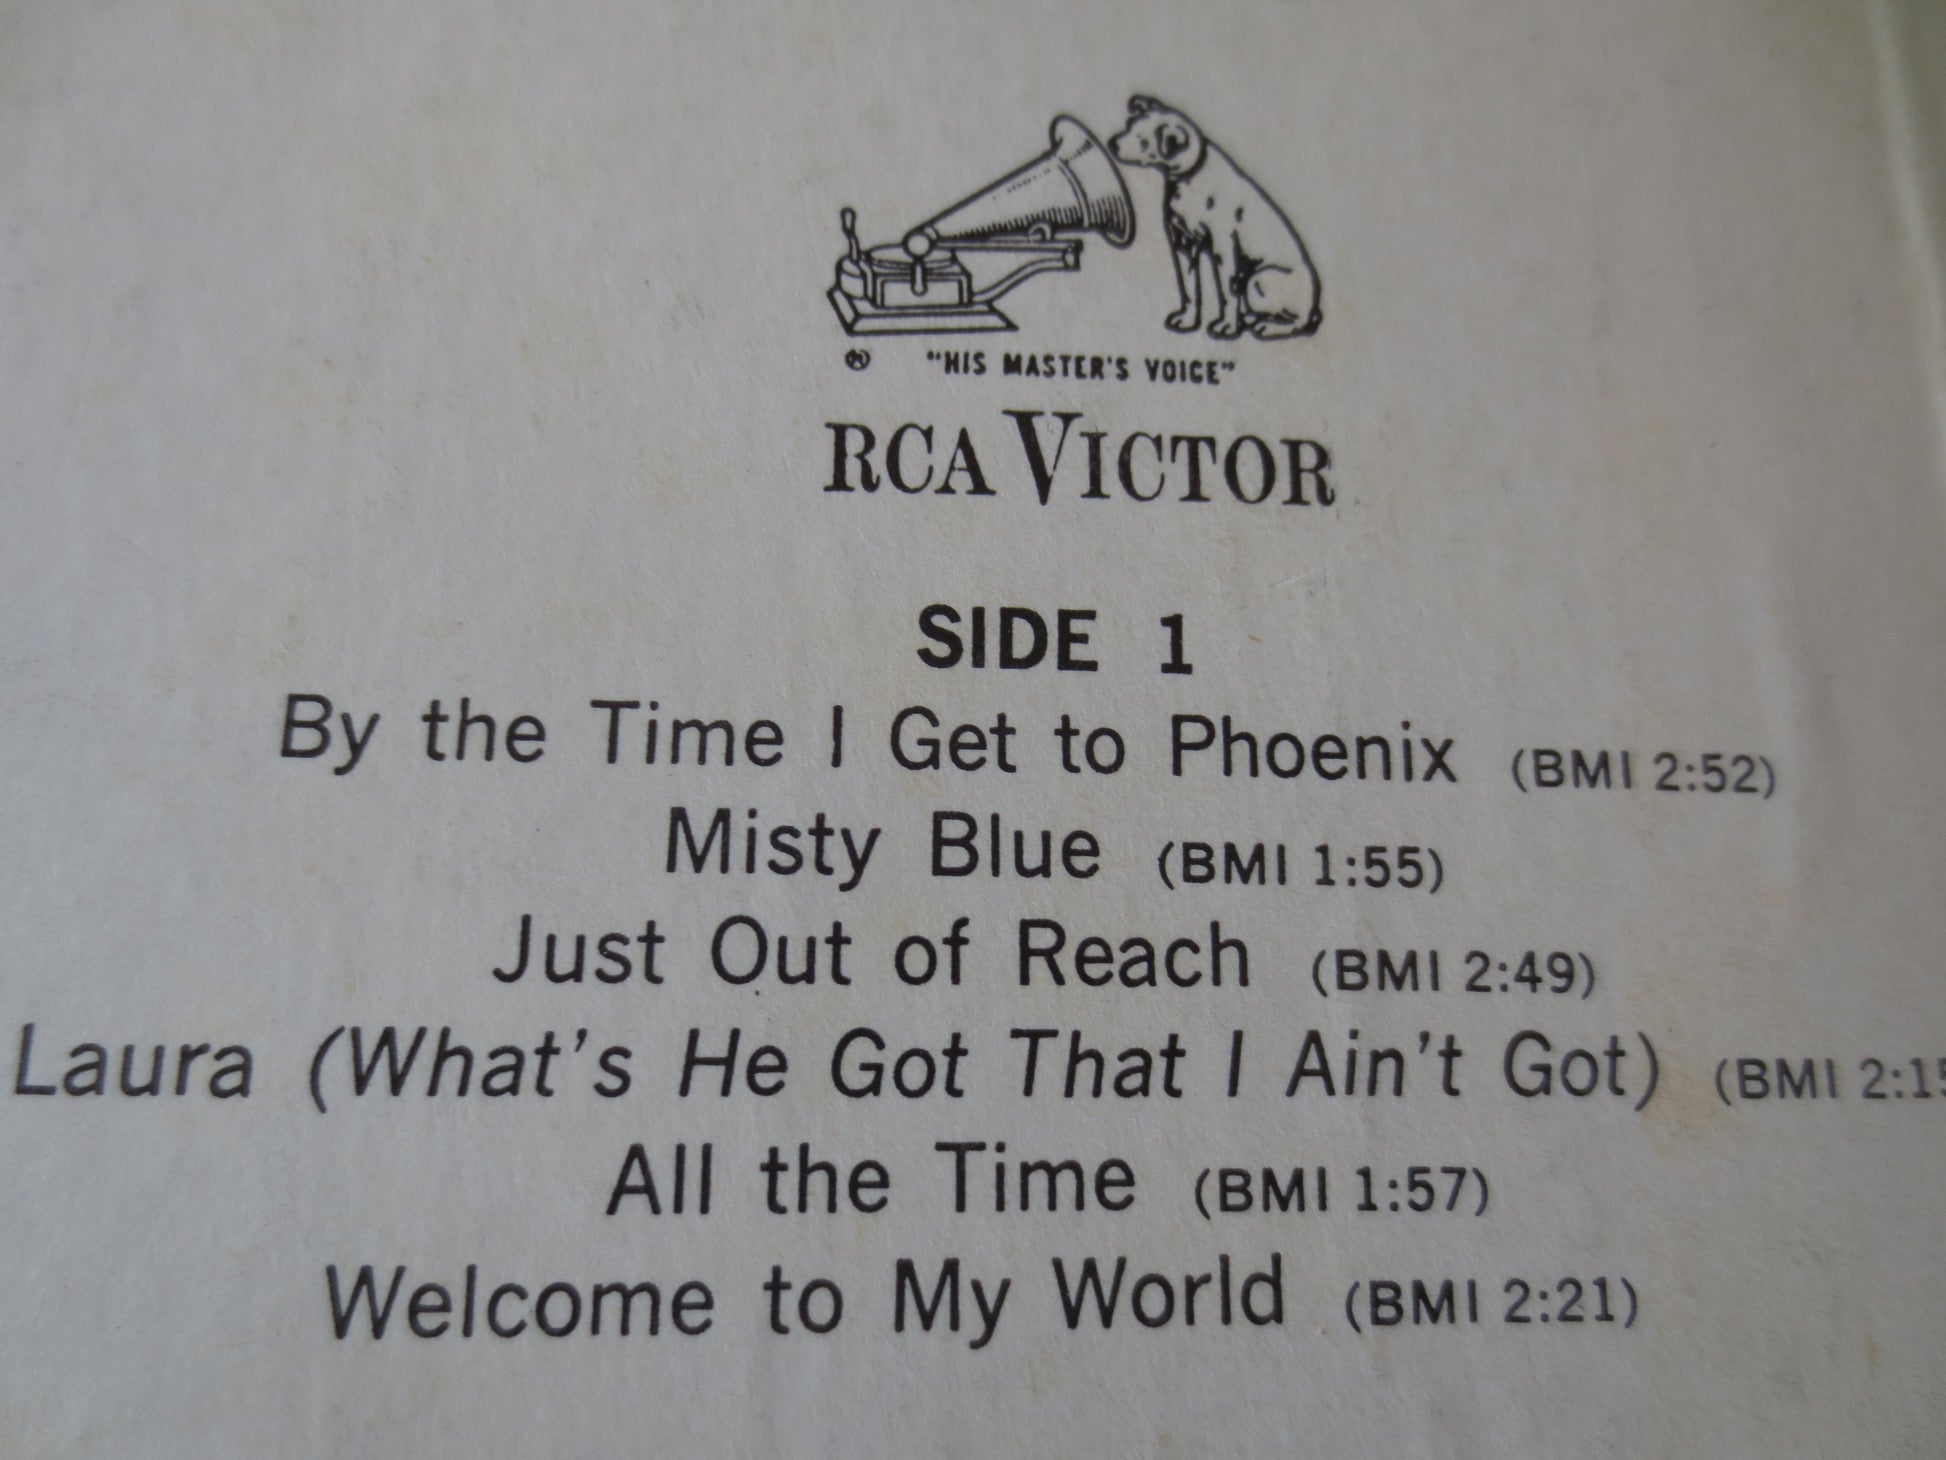 ® "HIS MASTER'S VOICE"
RCA VICTOR
SIDE 1
By the Time I Get to Phoenix (BMI 2:52)
Misty Blue (BMI 1:55)
Just Out of Reach (BMI 2:49)
Laura (What's He Got That I Ain't Got) (BMI 2:15
All the Time (BMI 1:57)
Welcome to My World (BMI 2:21)